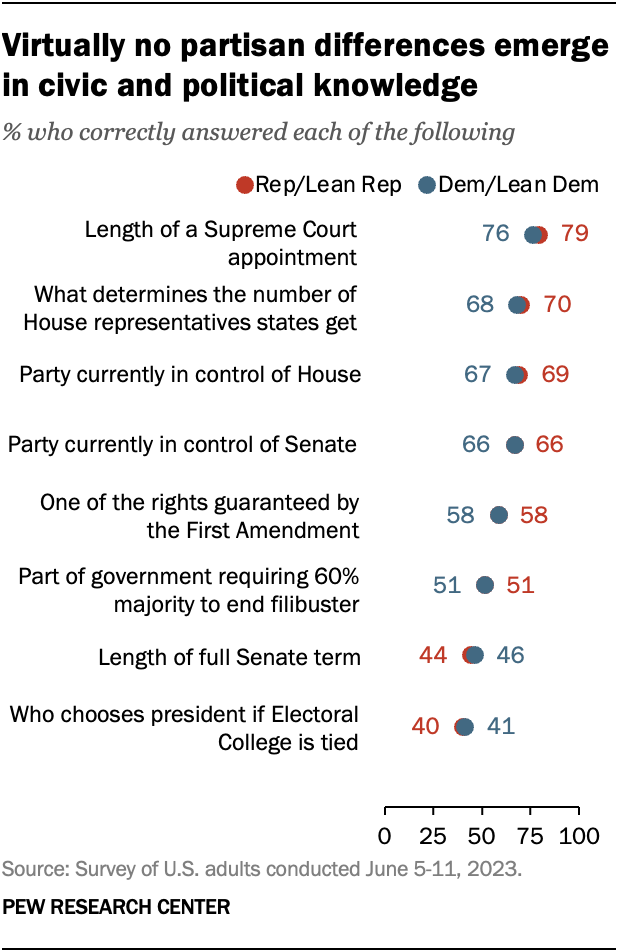 Virtually no partisan differences emerge
in civic and political knowledge
% who correctly answered each of the following
Rep/Lean Rep Dem/Lean Dem
Length of a Supreme Court
appointment
76 79
What determines the number of
House representatives states get
68 70
Party currently in control of House
67 69
Party currently in control of Senate
66 66
One of the rights guaranteed by
the First Amendment
58 58
Part of government requiring 60%
majority to end filibuster
51 51
Length of full Senate term
44 46
Who chooses president if Electoral
College is tied
40 41
0 25 50 75 100
Source: Survey of U.S. adults conducted June 5-11, 2023.
PEW RESEARCH CENTER